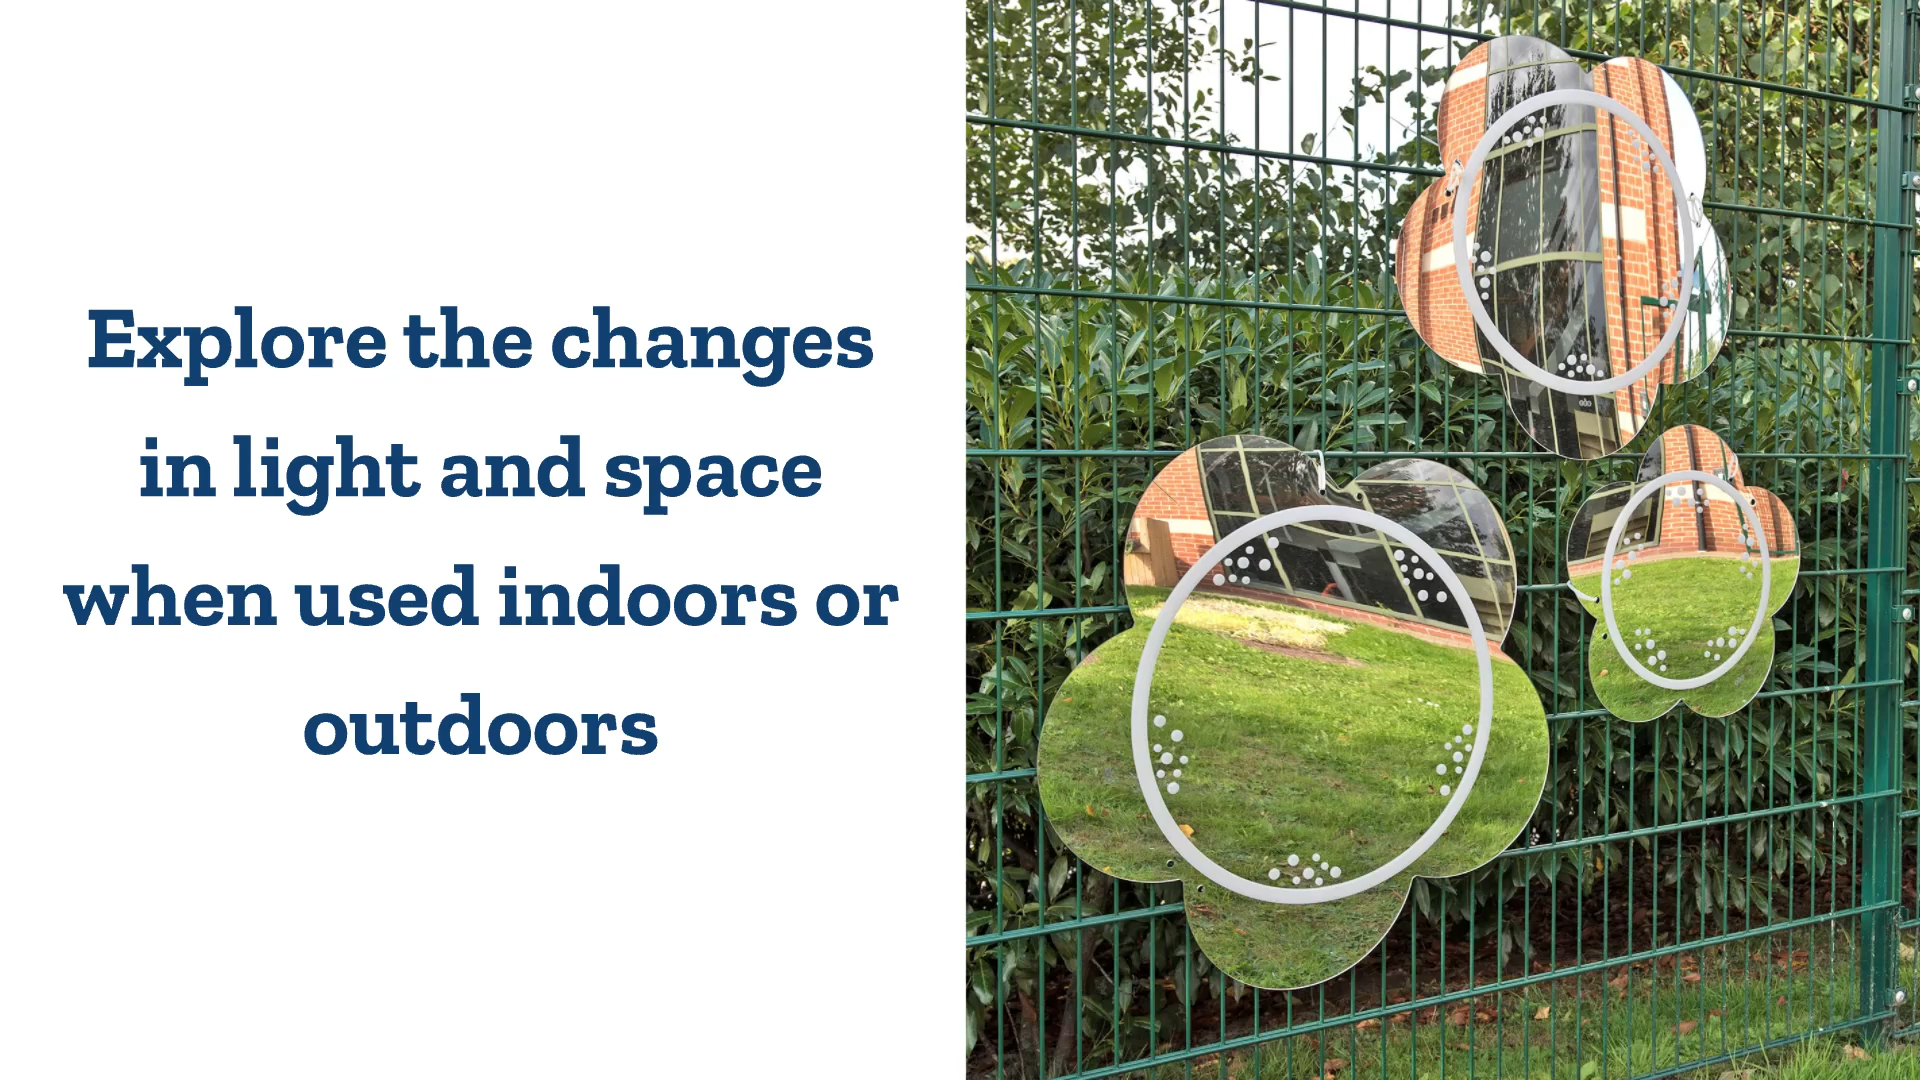 Explore the changes
in light and space
when used indoors or
outdoors